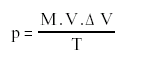 p = M.V.Δ V
T